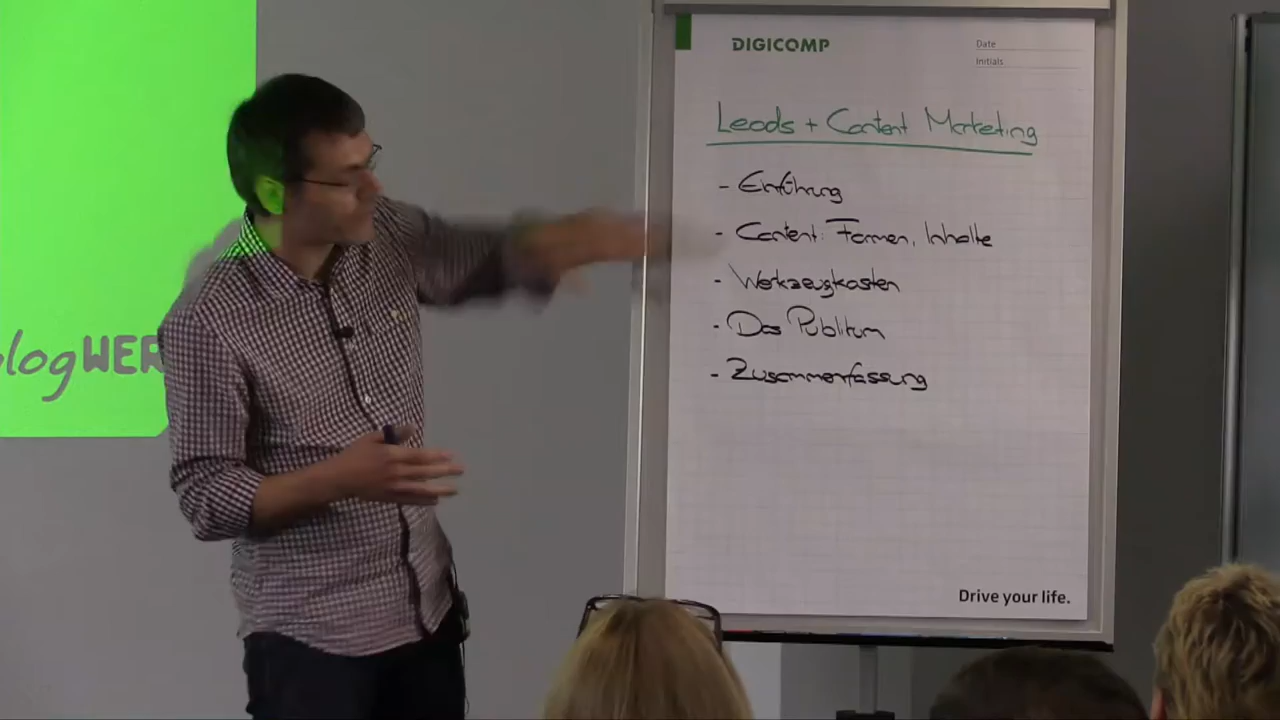 DIGICOMP
Date
Initials
Leads + Content Marketing
- Einführung
- Content: Formen, Inhalte
- Werkzeugkasten
- Das Publikum
- Zusammenfassung
blogWER
Drive your life.